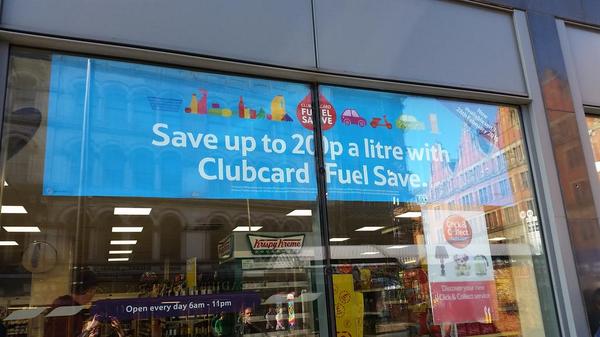 CLUBCARD
FUEL
SAVE
Save up to 20p a litre with
Clubcard Fuel Save.
Krispy Kreme
Click &
Collect
Discover your new
Click & Collect service
Open every day 6am - 11pm